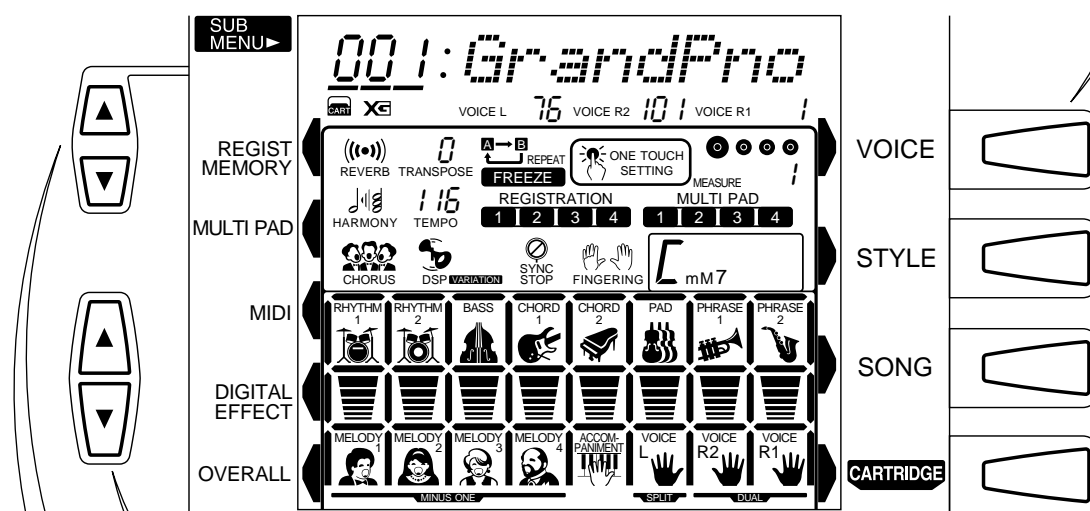 SUB
MENU►
001:GrandPno
CART XG VOICE L 76 VOICE R2 101 VOICE R1 1
REGIST
MEMORY
MULTI PAD
MIDI
DIGITAL
EFFECT
OVERALL
REVERB
0
TRANSPOSE
A B
REPEAT
FREEZE
ONE TOUCH
SETTING
MEASURE 1
HARMONY
116
TEMPO
REGISTRATION
1 2 3 4
MULTI PAD
1 2 3 4
CHORUS
DSP VARIATION
SYNC
STOP
FINGERING
C mM7
RHYTHM 1
RHYTHM 2
BASS
CHORD 1
CHORD 2
PAD
PHRASE 1
PHRASE 2
MELODY 1
MELODY 2
MELODY 3
MELODY 4
ACCOM-
PANIMENT
VOICE L
VOICE R2
VOICE R1
MINUS ONE
SPLIT
DUAL
VOICE
STYLE
SONG
CARTRIDGE